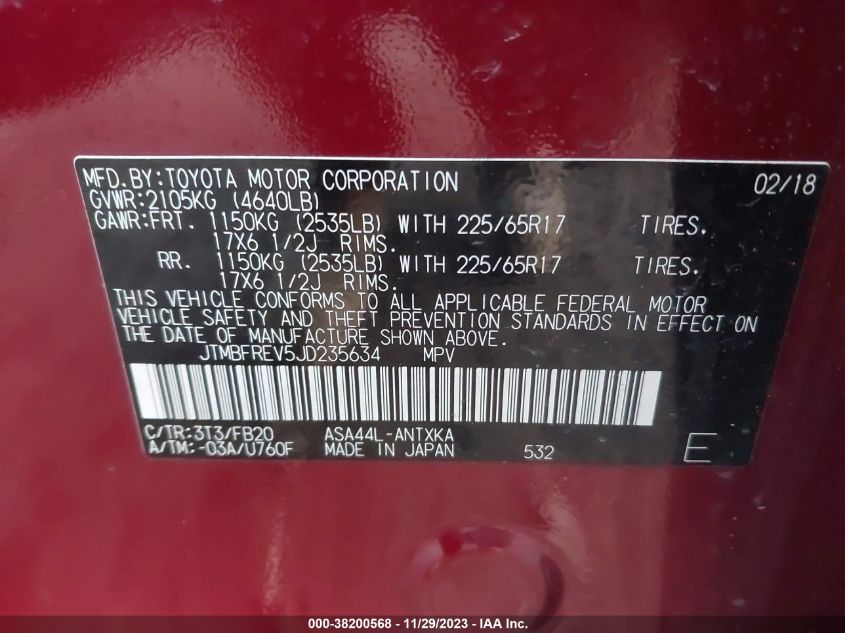 MFD.BY:TOYOTA MOTOR CORPORATION 02/18
GVWR:2105KG (4640LB)
GAWR:FRT. 1150KG (2535LB) WITH 225/65R17 TIRES.
17X6 1/2J RIMS.
RR. 1150KG (2535LB) WITH 225/65R17 TIRES.
17X6 1/2J RIMS.
THIS VEHICLE CONFORMS TO ALL APPLICABLE FEDERAL MOTOR
VEHICLE SAFETY AND THEFT PREVENTION STANDARDS IN EFFECT ON
THE DATE OF MANUFACTURE SHOWN ABOVE.
JTMBFREV5JD235634 MPV
C/TR:3T3/FB20 ASA44L-ANTXKA
A/TM:-03A/U760F MADE IN JAPAN 532 E
000-38200568 - 11/29/2023 - IAA Inc.